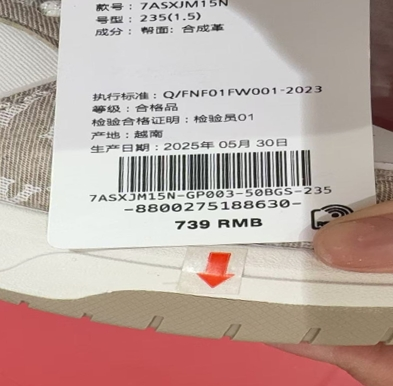 款号：7ASXJM15N
号型：235(1.5)
成分：帮面：合成革
执行标准：Q/FNF01FW001-2023
等级：合格品
检验合格证明：检验员01
产地：越南
生产日期：2025年 05月 30日
7ASXJM15N-GP003-50BGS-235
-8800275188630-
739 RMB